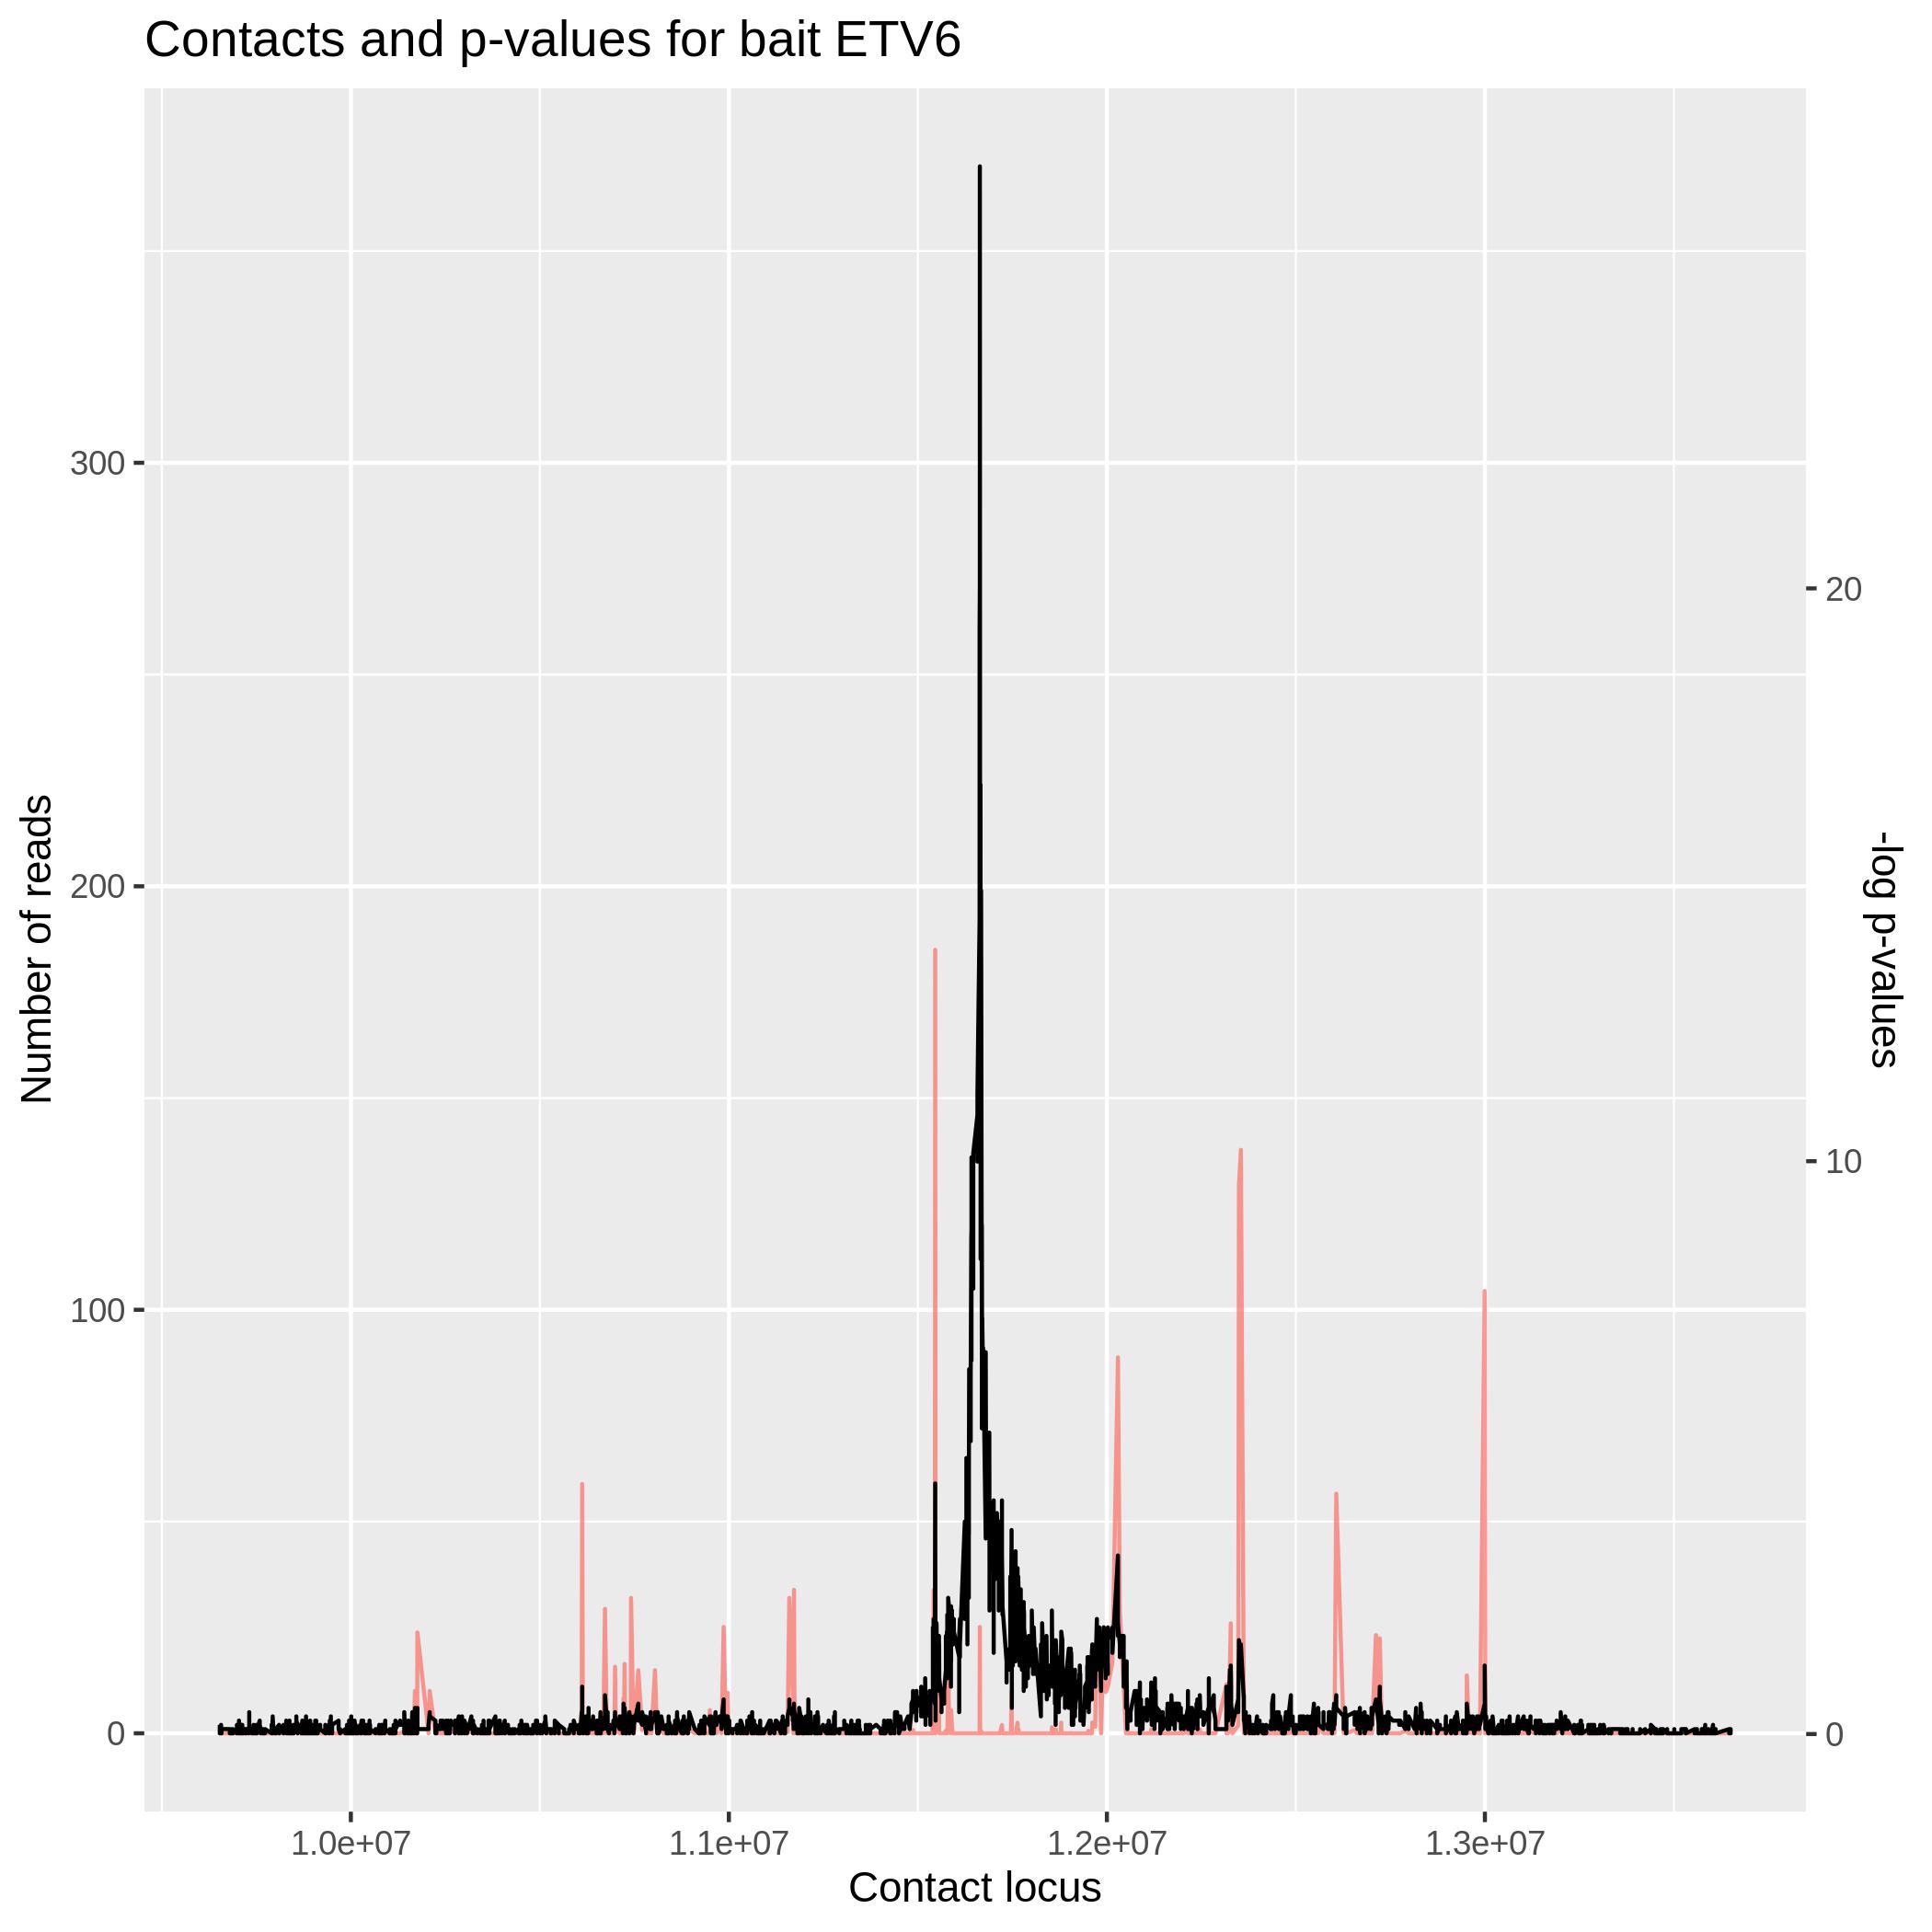 Contacts and p-values for bait ETV6
Number of reads
300
200
100
0
20
10
0
-log p-values
1.0e+07
1.1e+07
1.2e+07
1.3e+07
Contact locus